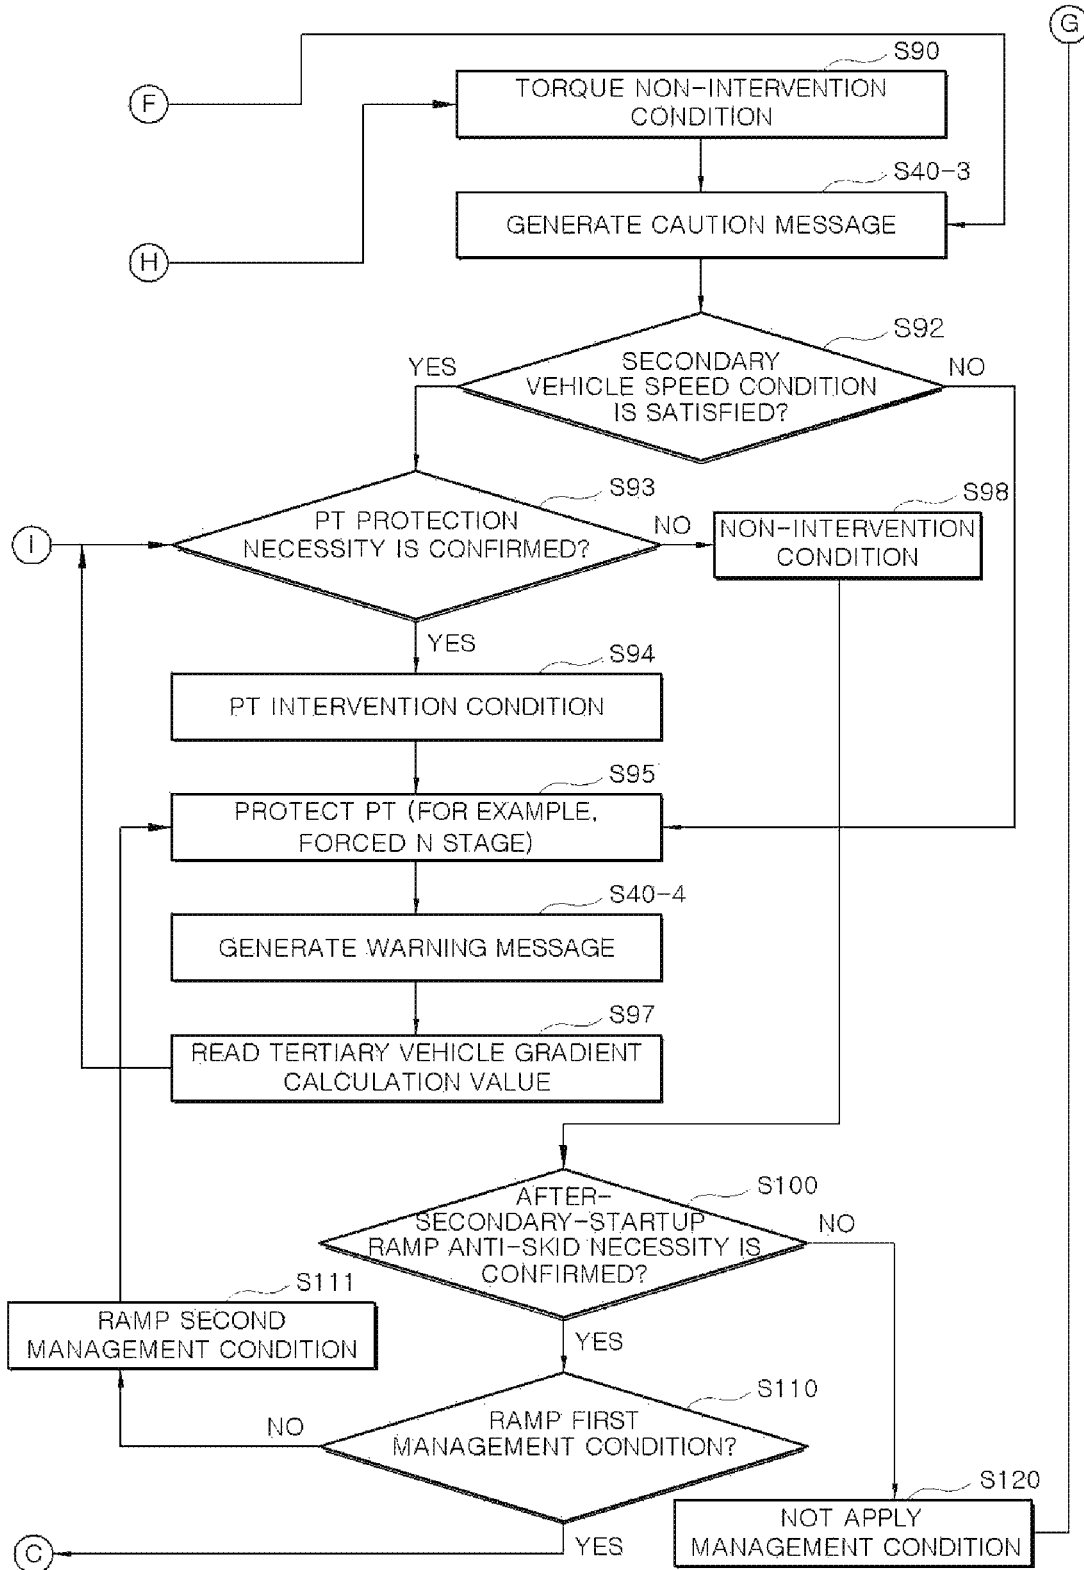 G
S90
F
TORQUE NON-INTERVENTION
CONDITION
S40-3
GENERATE CAUTION MESSAGE
H
S92
YES
SECONDARY
VEHICLE SPEED CONDITION
IS SATISFIED?
NO
S93
S98
I
PT PROTECTION
NECESSITY IS CONFIRMED?
NO
NON-INTERVENTION
CONDITION
YES
S94
PT INTERVENTION CONDITION
S95
PROTECT PT (FOR EXAMPLE,
FORCED N STAGE)
S40-4
GENERATE WARNING MESSAGE
S97
READ TERTIARY VEHICLE GRADIENT
CALCULATION VALUE
S100
AFTER-
SECONDARY-STARTUP
RAMP ANTI-SKID NECESSITY IS
CONFIRMED?
NO
S111
RAMP SECOND
MANAGEMENT CONDITION
YES
S110
NO
RAMP FIRST
MANAGEMENT CONDITION?
S120
NOT APPLY
MANAGEMENT CONDITION
YES
C